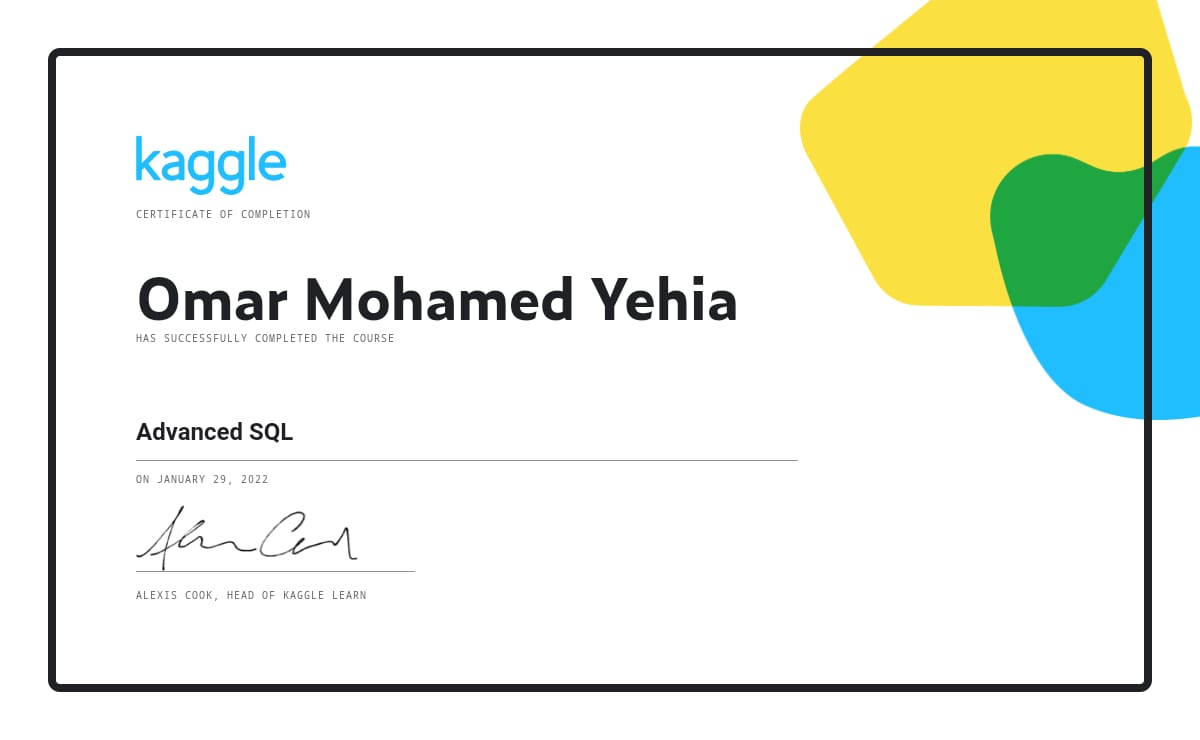 kaggle
CERTIFICATE OF COMPLETION
Omar Mohamed Yehia
HAS SUCCESSFULLY COMPLETED THE COURSE
Advanced SQL
ON JANUARY 29, 2022
ALEXIS COOK, HEAD OF KAGGLE LEARN